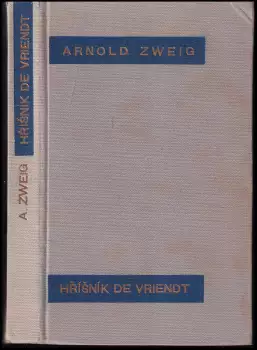 HŘÍŠNÍK DE VRIENDT
A. ZWEIG
ARNOLD ZWEIG
HŘÍŠNÍK DE VRIENDT